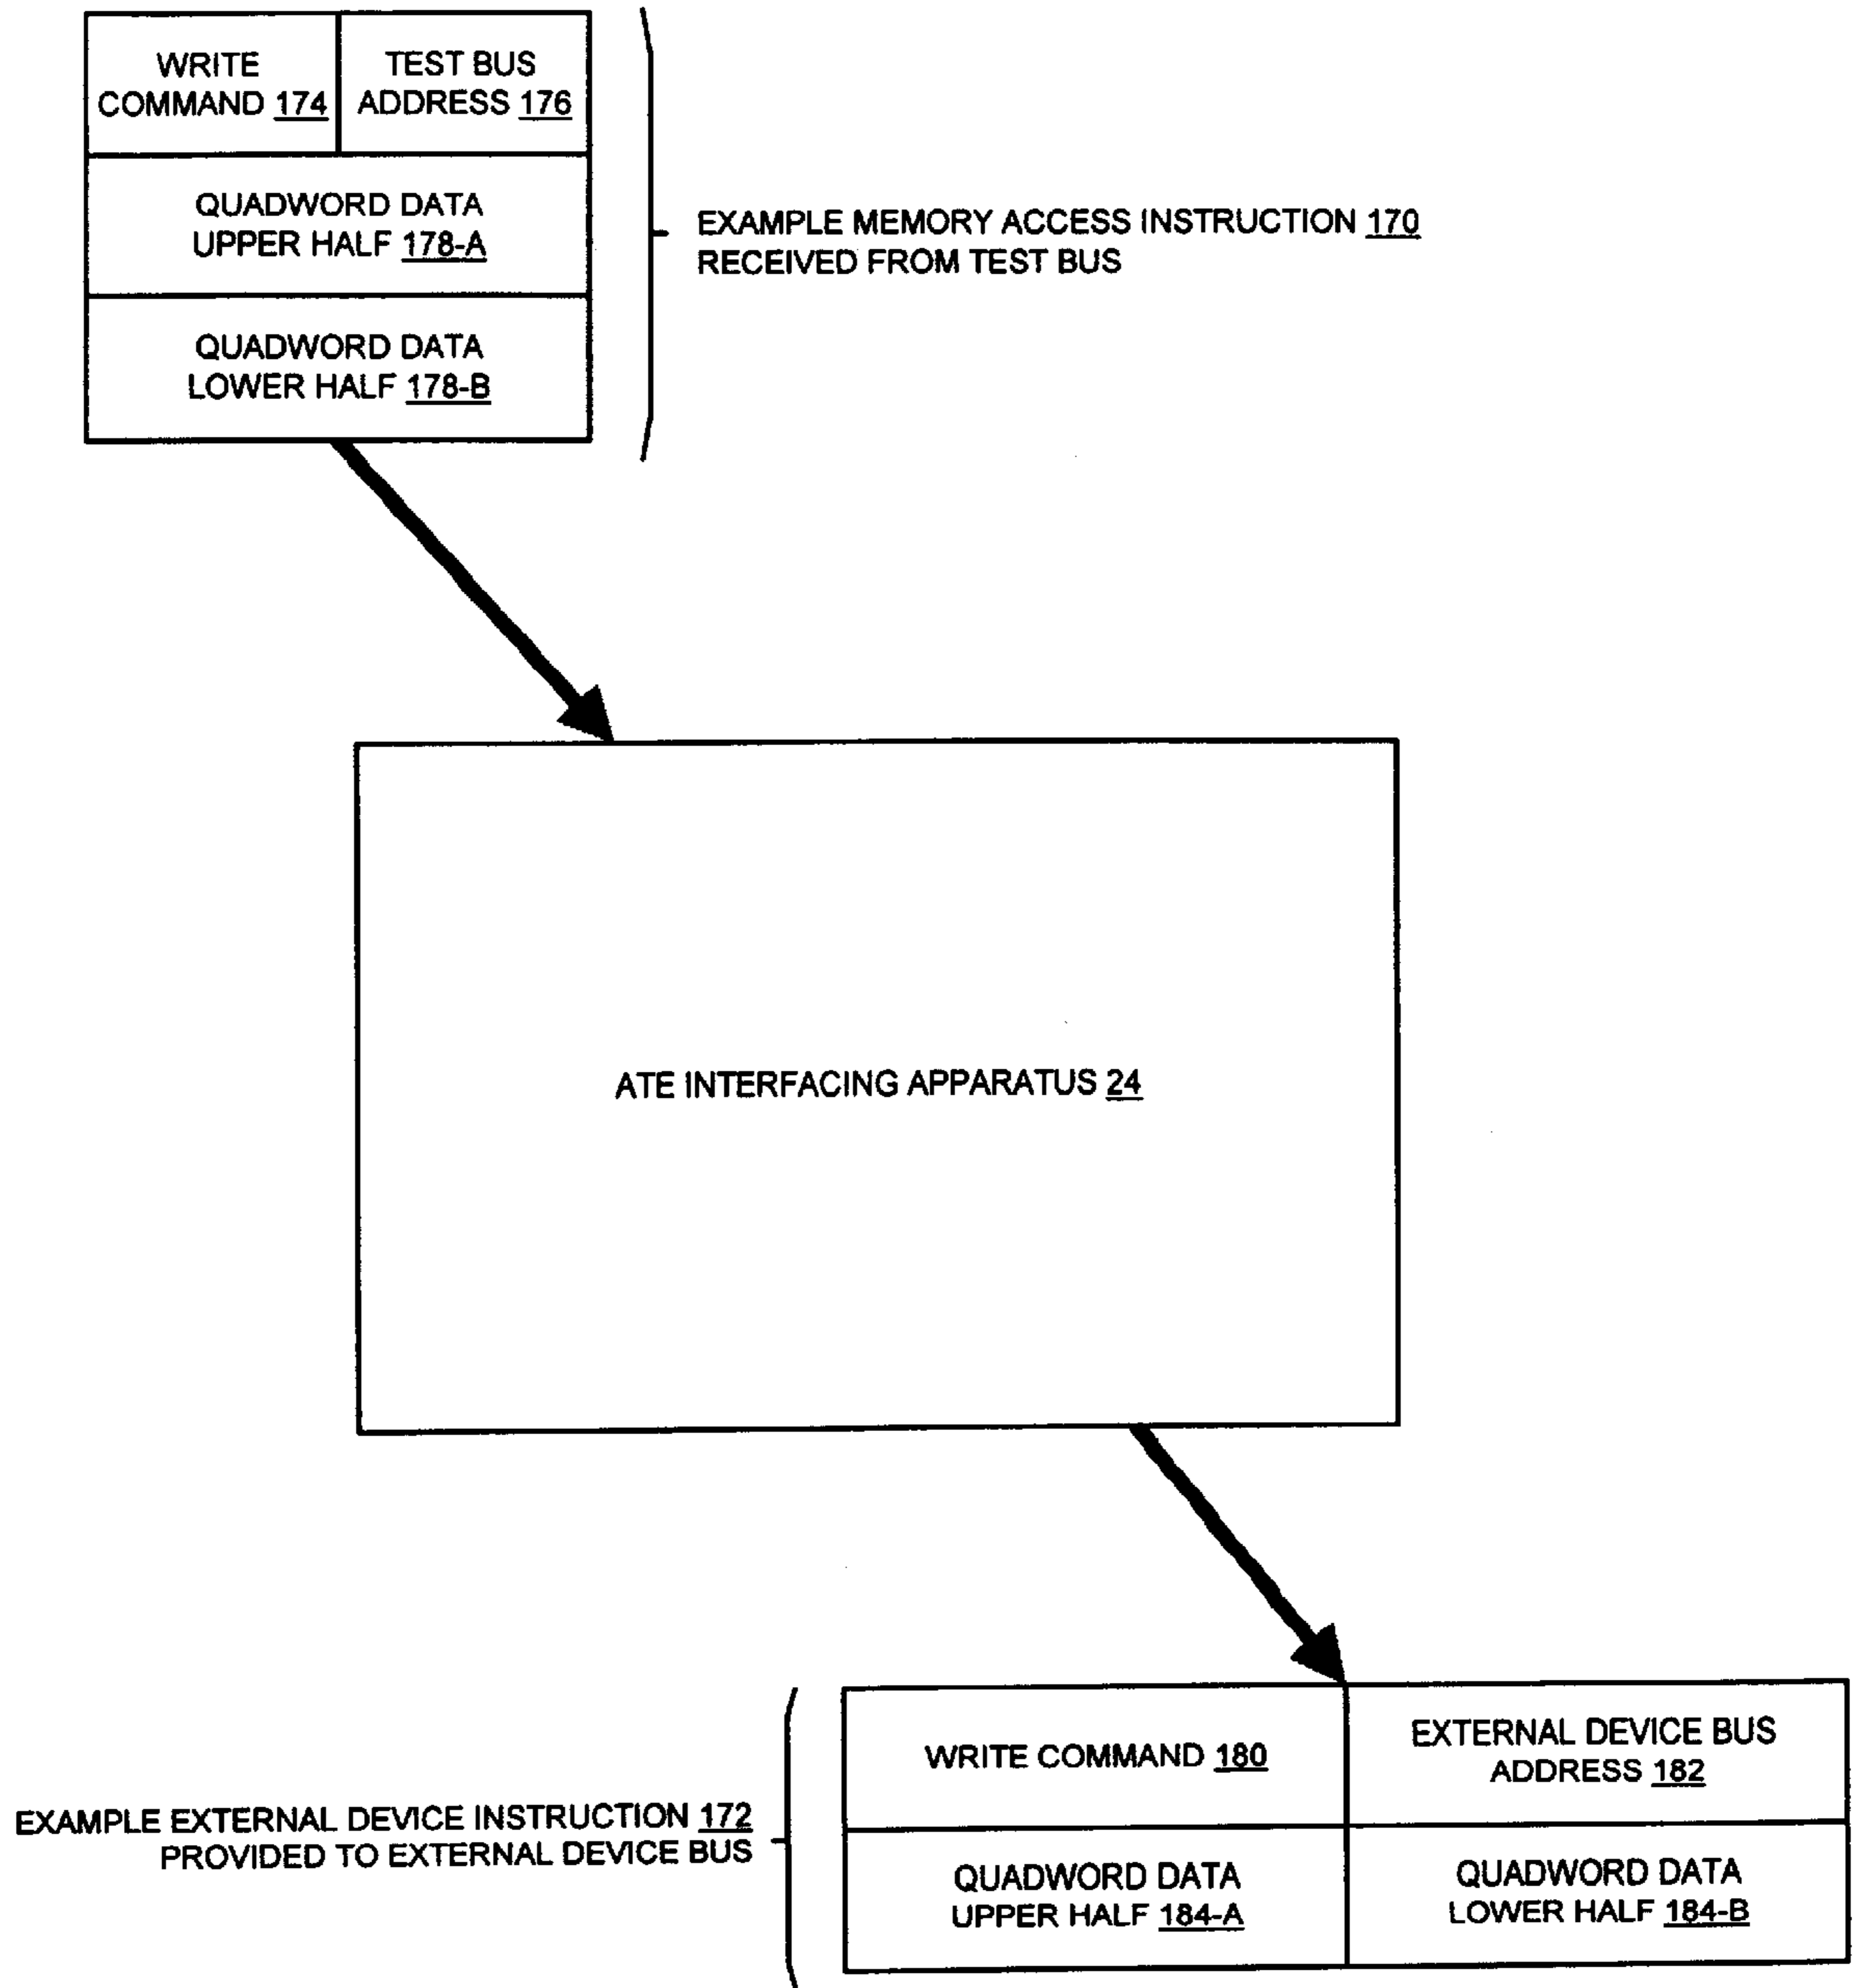 WRITE
COMMAND 174
TEST BUS
ADDRESS 176
QUADWORD DATA
UPPER HALF 178-A
QUADWORD DATA
LOWER HALF 178-B
EXAMPLE MEMORY ACCESS INSTRUCTION 170
RECEIVED FROM TEST BUS
ATE INTERFACING APPARATUS 24
EXAMPLE EXTERNAL DEVICE INSTRUCTION 172
PROVIDED TO EXTERNAL DEVICE BUS
WRITE COMMAND 180
EXTERNAL DEVICE BUS
ADDRESS 182
QUADWORD DATA
UPPER HALF 184-A
QUADWORD DATA
LOWER HALF 184-B